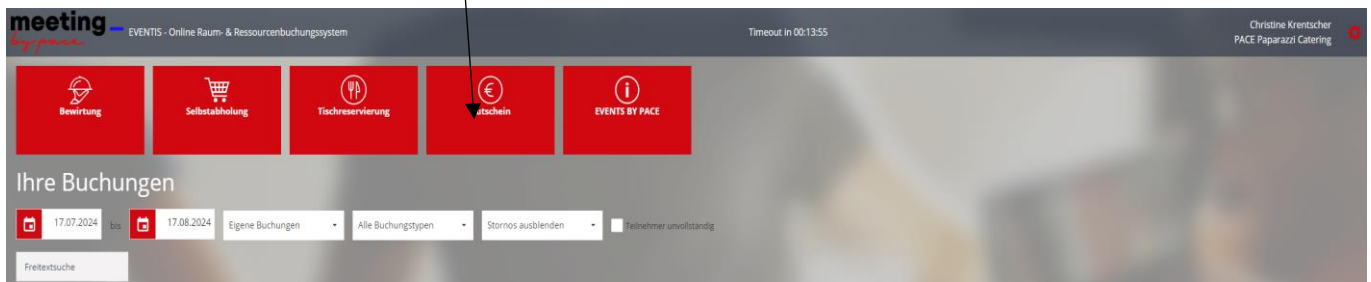 meeting
by pace.
EVENTIS - Online Raum- & Ressourcenbuchungssystem
Timeout in 00:13:55
Christine Krentscher
PACE Paparazzi Catering
Bewirtung
Selbstabholung
Tischreservierung
utschein
EVENTS BY PACE
Ihre Buchungen
17.07.2024 bis 17.08.2024 Eigene Buchungen Alle Buchungstypen Stornos ausblenden Teilnehmer unvollständig
Freitextsuche